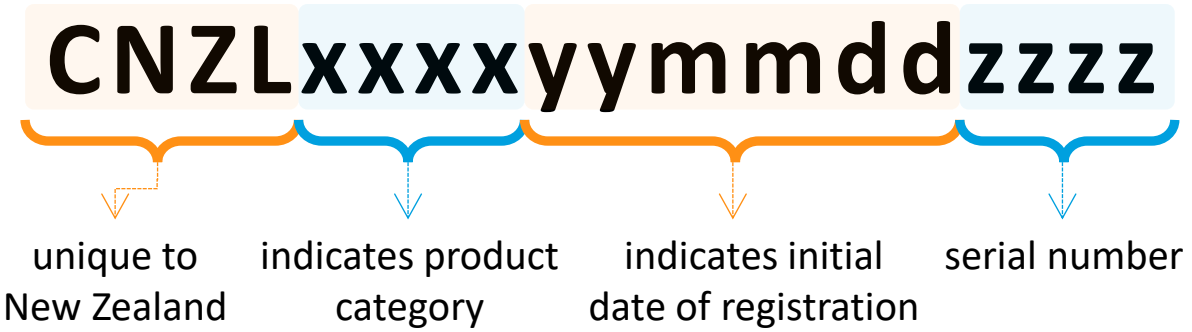 CNZLxxxxyymmddzzzz
unique to
New Zealand
indicates product
category
indicates initial
date of registration
serial number